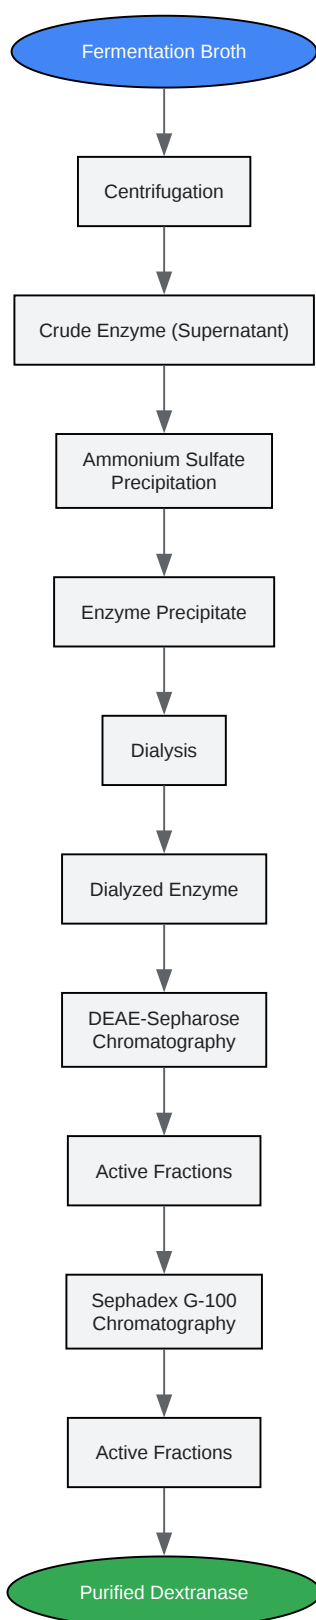 Fermentation Broth
Centrifugation
Crude Enzyme (Supernatant)
Ammonium Sulfate
Precipitation
Enzyme Precipitate
Dialysis
Dialyzed Enzyme
DEAE-Sepharose
Chromatography
Active Fractions
Sephadex G-100
Chromatography
Active Fractions
Purified Dextranase